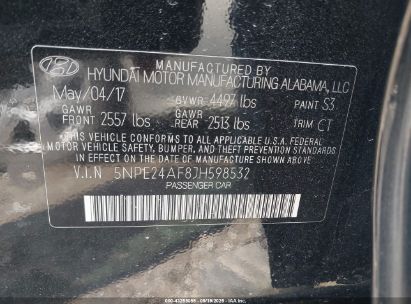 MANUFACTURED BY
HYUNDAI MOTOR MANUFACTURING ALABAMA, LLC
May/04/17 GVWR 4497 lbs PAINT S3
GAWR FRONT 2557 lbs GAWR REAR 2513 lbs TRIM CT
THIS VEHICLE CONFORMS TO ALL APPLICABLE U.S.A. FEDERAL
MOTOR VEHICLE SAFETY, BUMPER, AND THEFT PREVENTION STANDARDS
IN EFFECT ON THE DATE OF MANUFACTURE SHOWN ABOVE.
V.I.N 5NPE24AF8JH598532
PASSENGER CAR